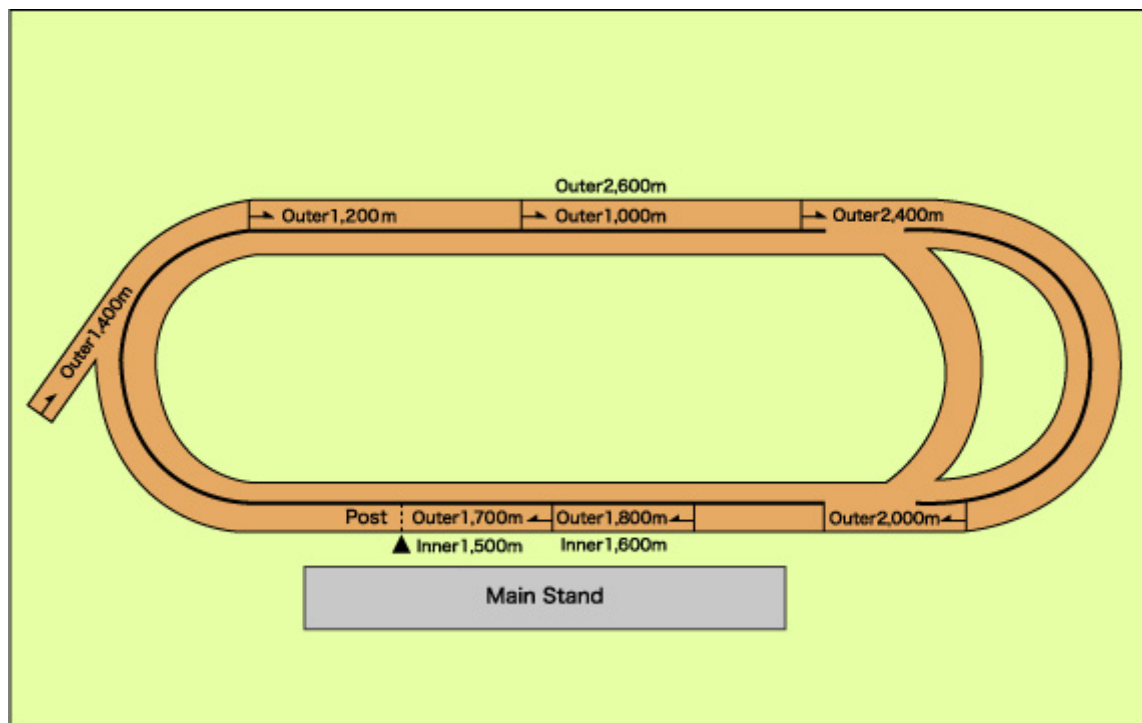 Outer2,600m
Outer1,200m
Outer1,000m
Outer2,400m
Outer1,400m
Post
Outer1,700m
Outer1,800m
Outer2,000m
Inner1,500m
Inner1,600m
Main Stand